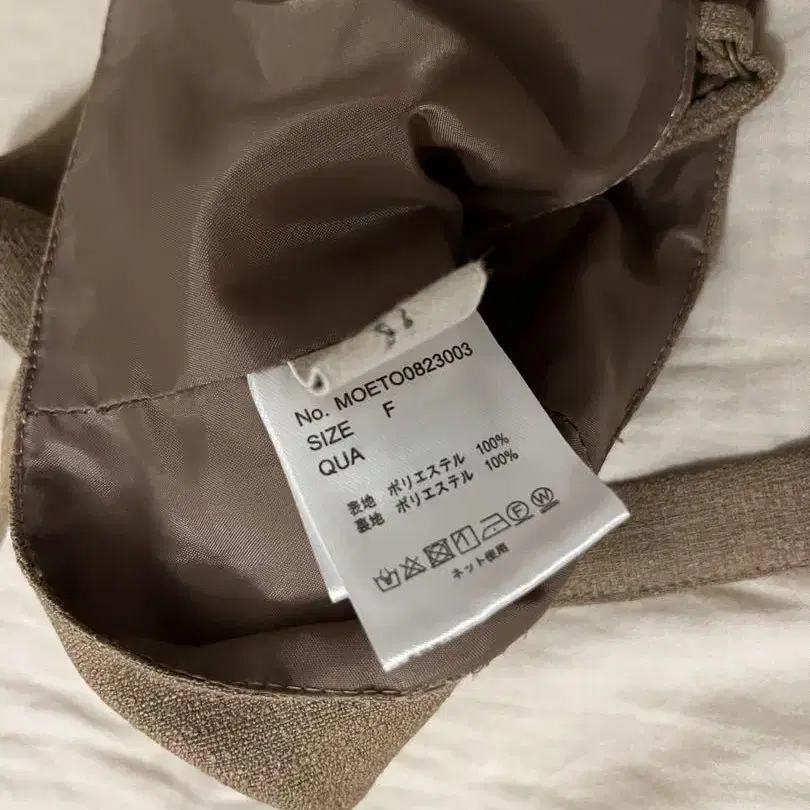 No. MOETO0823003
SIZE F
QUA
表地 ポリエステル 100%
裏地 ポリエステル 100%
F W
ネット使用